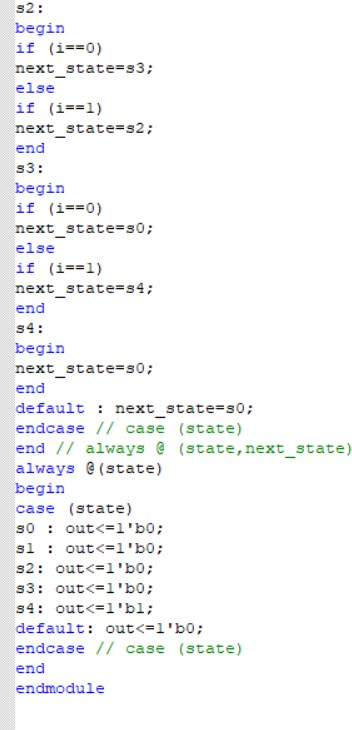 s2:
begin
if (i==0)
next_state=s3;
else
if (i==1)
next_state=s2;
end
s3:
begin
if (i==0)
next_state=s0;
else
if (i==1)
next_state=s4;
end
s4:
begin
next_state=s0;
end
default : next_state=s0;
endcase // case (state)
end // always @ (state,next_state)
always @(state)
begin
case (state)
s0 : out<=1'b0;
s1 : out<=1'b0;
s2: out<=1'b0;
s3: out<=1'b0;
s4: out<=1'b1;
default: out<=1'b0;
endcase // case (state)
end
endmodule